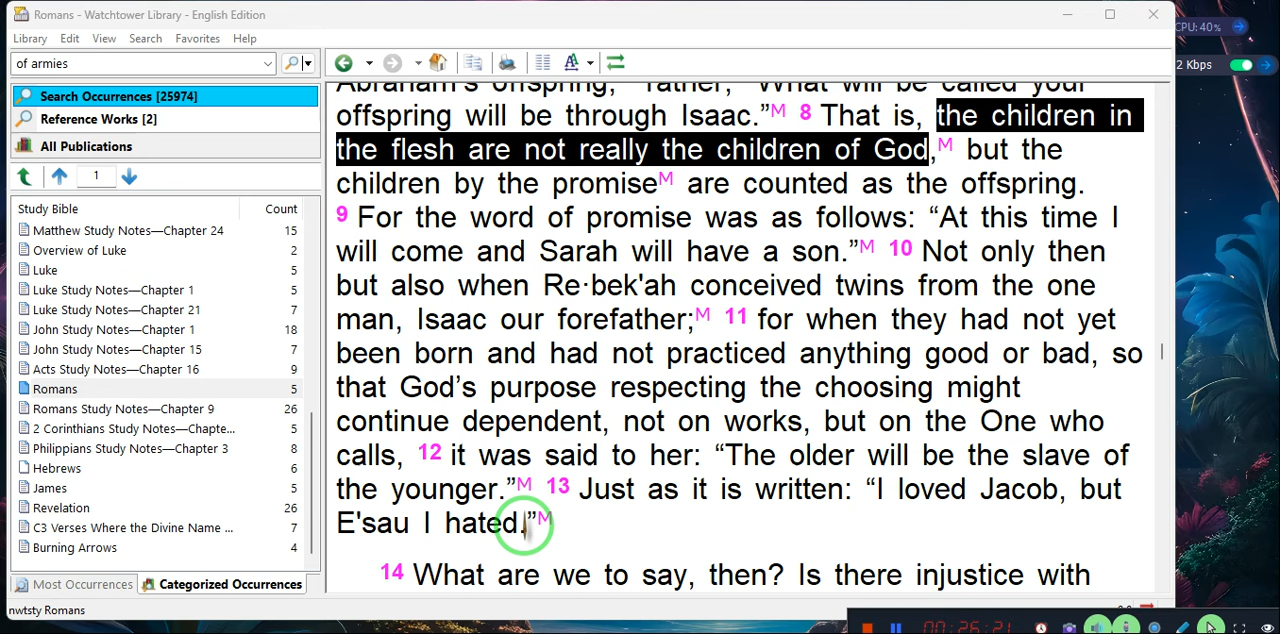 Romans - Watchtower Library - English Edition
CPU: 40%
Library Edit View Search Favorites Help
of armies
2 Kbps
Search Occurrences [25974]
Reference Works [2]
All Publications
1
Study Bible Count
Matthew Study Notes—Chapter 24 15
Overview of Luke 2
Luke 5
Luke Study Notes—Chapter 1 5
Luke Study Notes—Chapter 21 7
John Study Notes—Chapter 1 18
John Study Notes—Chapter 15 7
Acts Study Notes—Chapter 16 9
Romans 5
Romans Study Notes—Chapter 9 26
2 Corinthians Study Notes—Chapte... 5
Philippians Study Notes—Chapter 3 8
Hebrews 6
James 5
Revelation 26
C3 Verses Where the Divine Name ... 7
Burning Arrows 4
Most Occurrences Categorized Occurrences
nwtsty Romans
Abraham's offspring; rather, "What will be called your
offspring will be through Isaac.”M 8 That is, the children in
the flesh are not really the children of God,M but the
children by the promiseM are counted as the offspring.
9 For the word of promise was as follows: “At this time I
will come and Sarah will have a son.”M 10 Not only then
but also when Re·bek'ah conceived twins from the one
man, Isaac our forefather;M 11 for when they had not yet
been born and had not practiced anything good or bad, so
that God’s purpose respecting the choosing might
continue dependent, not on works, but on the One who
calls, 12 it was said to her: “The older will be the slave of
the younger.”M 13 Just as it is written: “I loved Jacob, but
E'sau I hated.”M
14 What are we to say, then? Is there injustice with
00:26:21